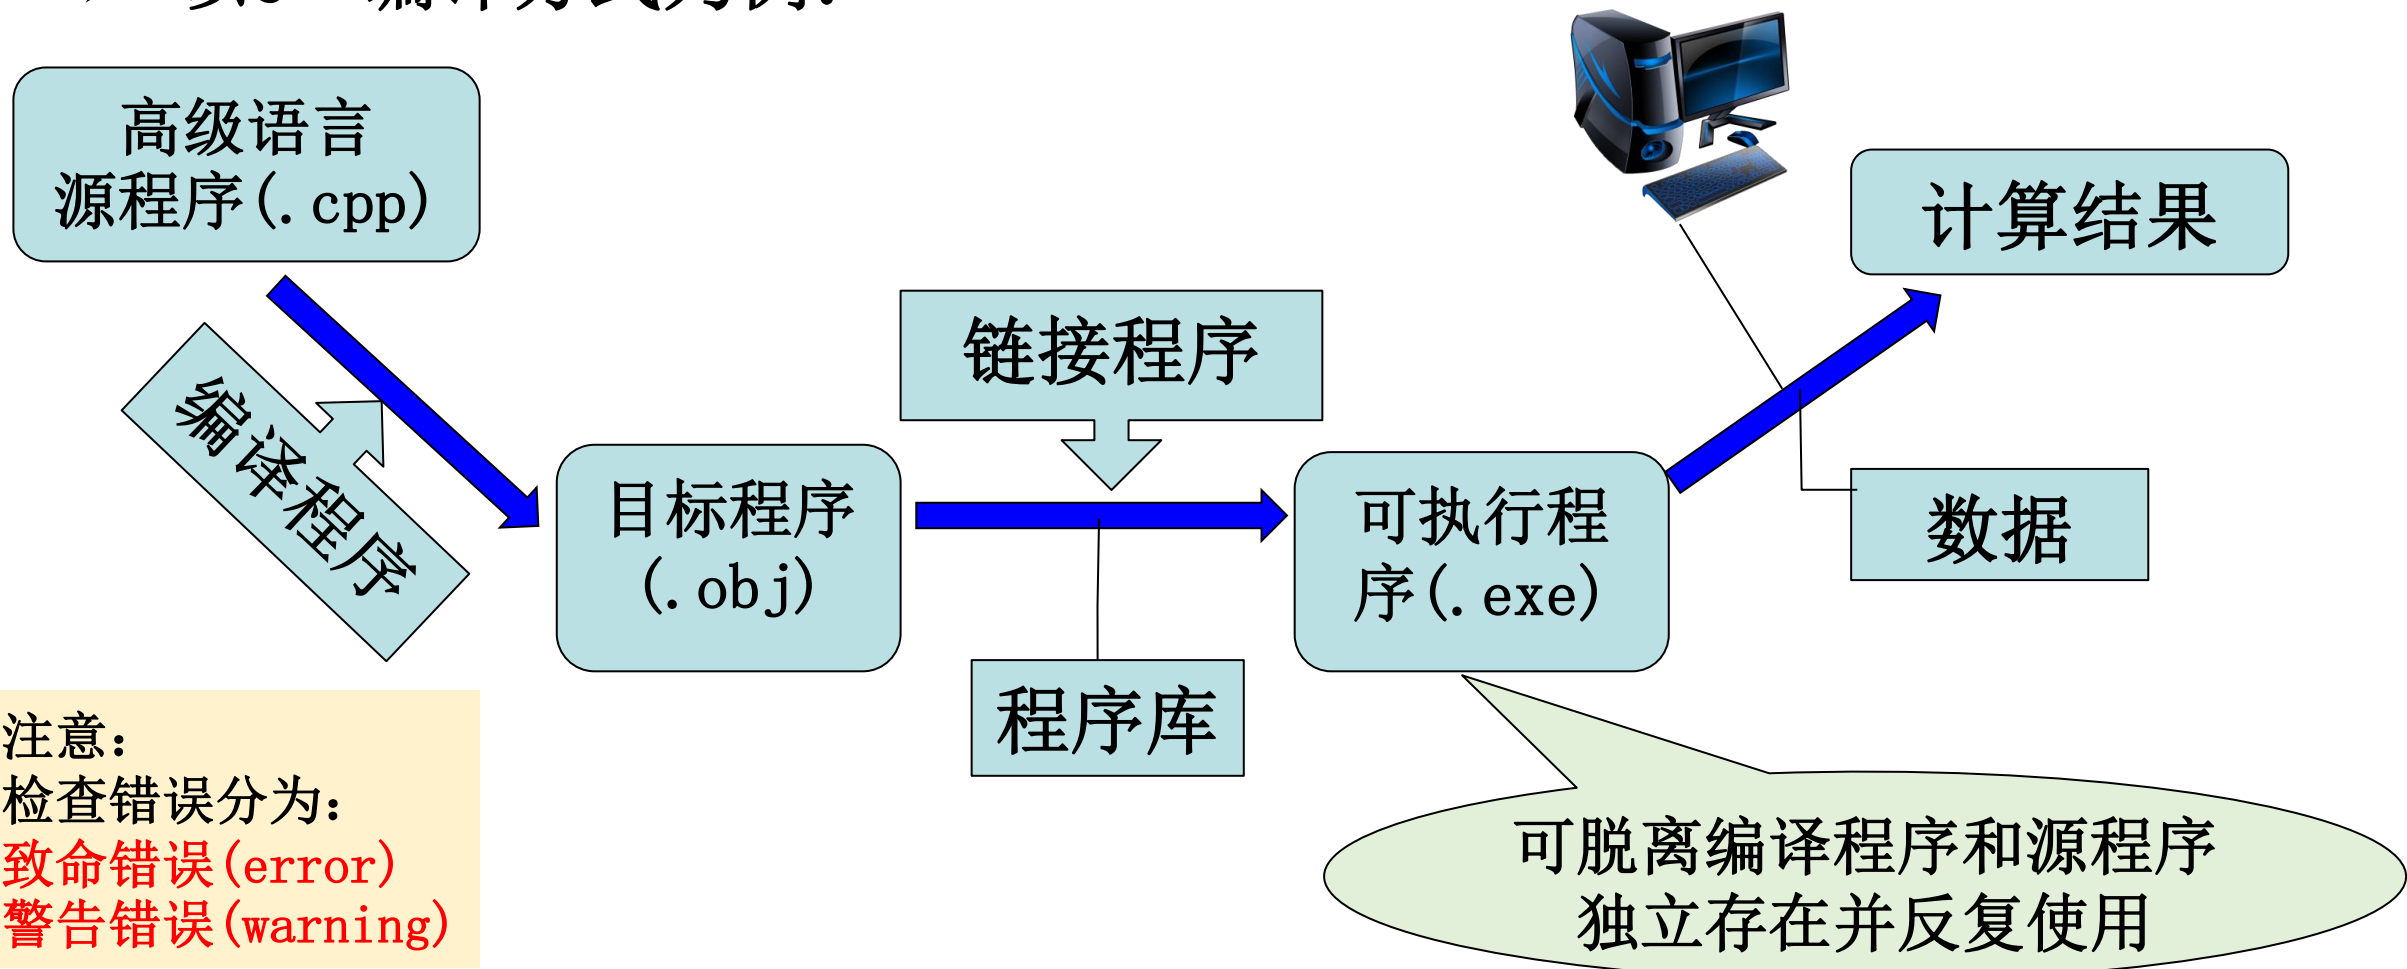 高级语言
源程序(.cpp)
编译程序
目标程序
(.obj)
链接程序
程序库
可执行程
序(.exe)
计算结果
数据
注意:
检查错误分为:
致命错误(error)
警告错误(warning)
可脱离编译程序和源程序
独立存在并反复使用